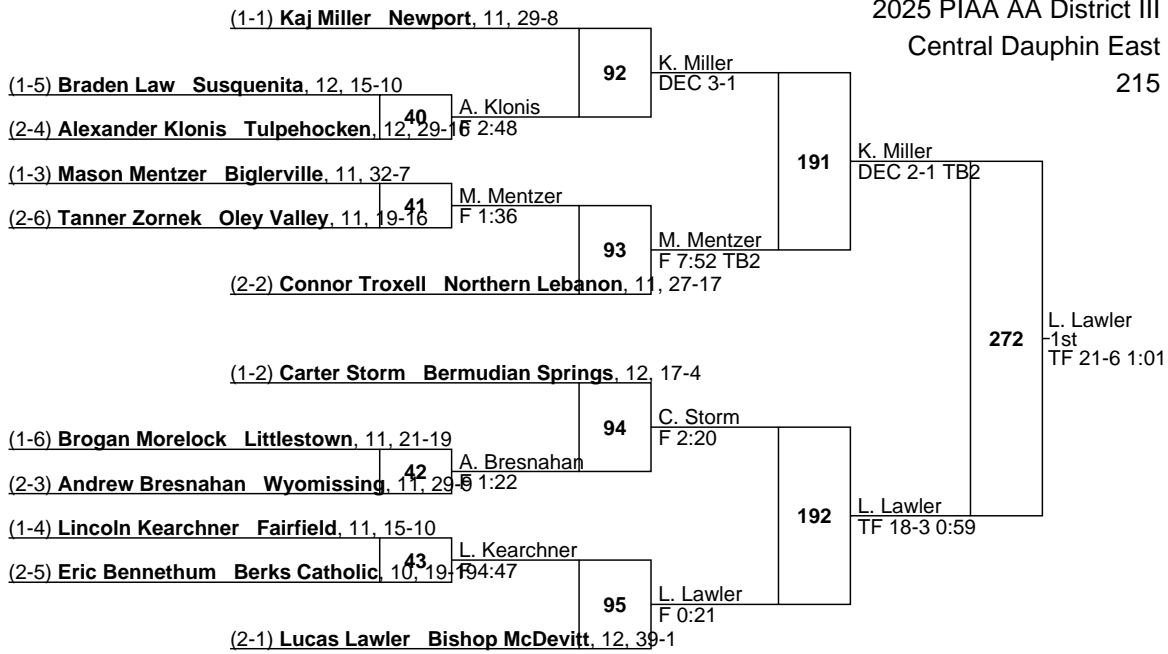 2025 PIAA AA District III
Central Dauphin East
215
(1-1) Kaj Miller Newport, 11, 29-8
92
K. Miller
DEC 3-1
(1-5) Braden Law Susquenita, 12, 15-10
40
A. Klonis
F 2:48
(2-4) Alexander Klonis Tulpehocken, 12, 29-16
191
K. Miller
DEC 2-1 TB2
(1-3) Mason Mentzer Biglerville, 11, 32-7
41
M. Mentzer
F 1:36
(2-6) Tanner Zornek Oley Valley, 11, 19-16
93
M. Mentzer
F 7:52 TB2
(2-2) Connor Troxell Northern Lebanon, 11, 27-17
272
L. Lawler
1st
TF 21-6 1:01
(1-2) Carter Storm Bermudian Springs, 12, 17-4
94
C. Storm
F 2:20
(1-6) Brogan Morelock Littlestown, 11, 21-19
42
A. Bresnahan
F 1:22
(2-3) Andrew Bresnahan Wyomissing, 11, 29-9
192
L. Lawler
TF 18-3 0:59
(1-4) Lincoln Kearchner Fairfield, 11, 15-10
43
L. Kearchner
F 4:47
(2-5) Eric Bennethum Berks Catholic, 10, 19-19
95
L. Lawler
F 0:21
(2-1) Lucas Lawler Bishop McDevitt, 12, 39-1